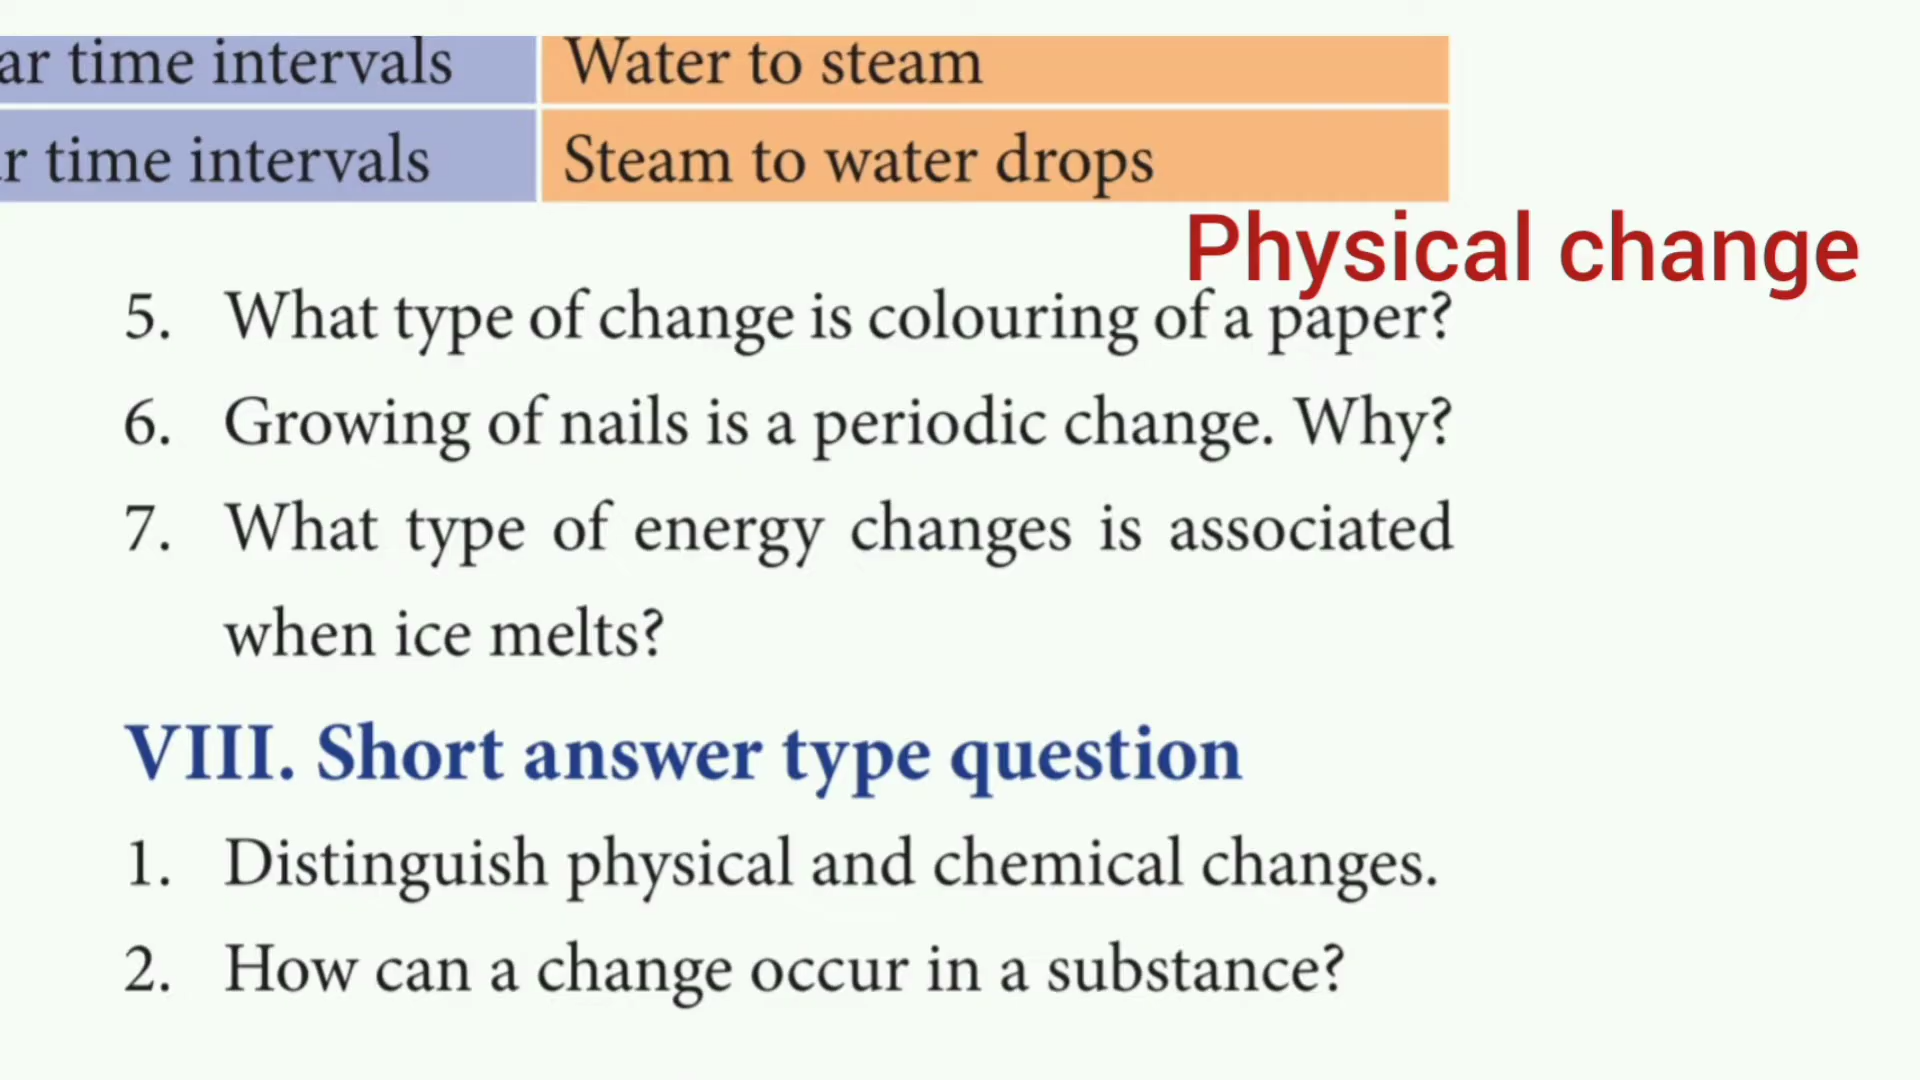 ar time intervals Water to steam
r time intervals Steam to water drops
Physical change
5. What type of change is colouring of a paper?
6. Growing of nails is a periodic change. Why?
7. What type of energy changes is associated
when ice melts?
VIII. Short answer type question
1. Distinguish physical and chemical changes.
2. How can a change occur in a substance?